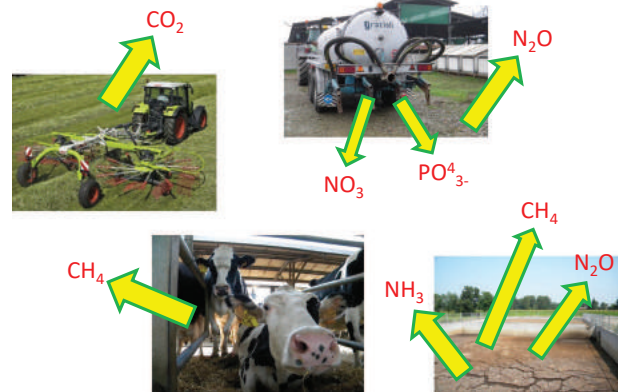 CO₂
N₂O
NO₃
PO⁴₃₋
CH₄
CH₄
NH₃
N₂O